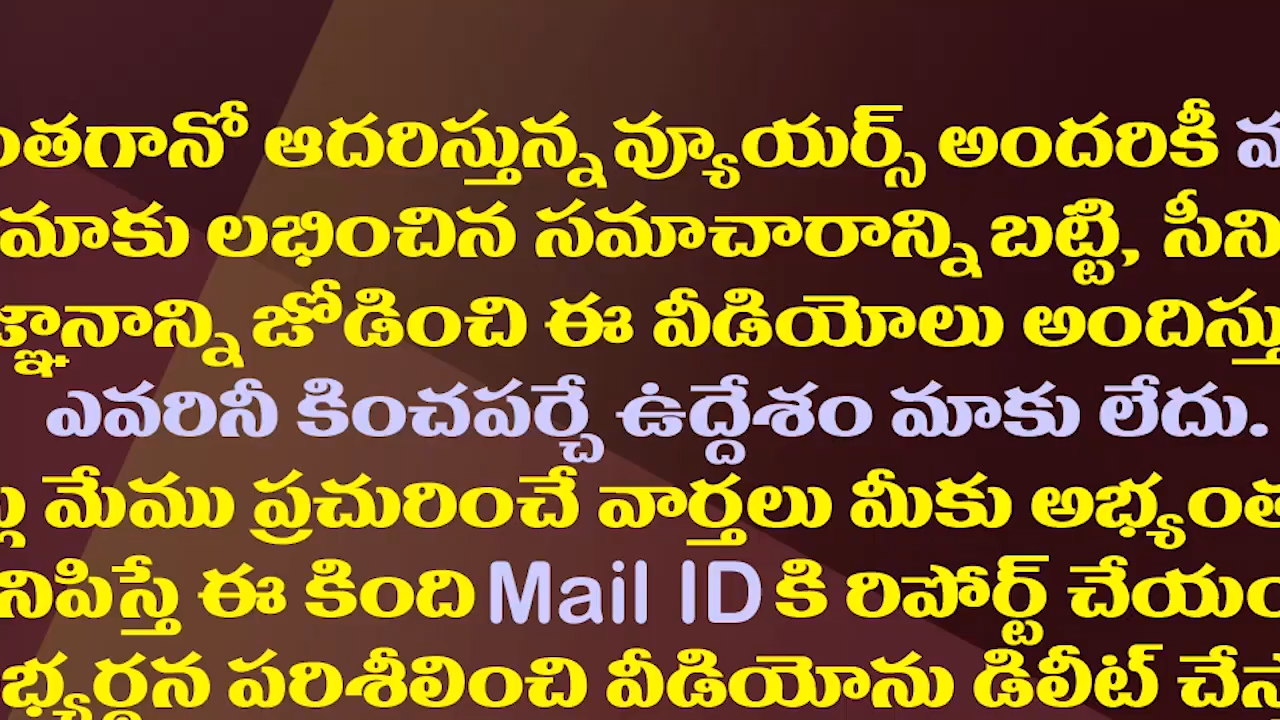 ఆదరిస్తున్న వ్యూయర్స్ అందరికీ
మాకు లభించిన సమాచారాన్ని బట్టి,
జోడించి ఈ వీడియోలు
ఎవరినీ కించపర్చే ఉద్దేశం మాకు లేదు.
మేము ప్రచురించే వార్తలు మీకు
ఈ కింది Mail ID కి రిపోర్ట్
పరిశీలించి వీడియోను డిలీట్